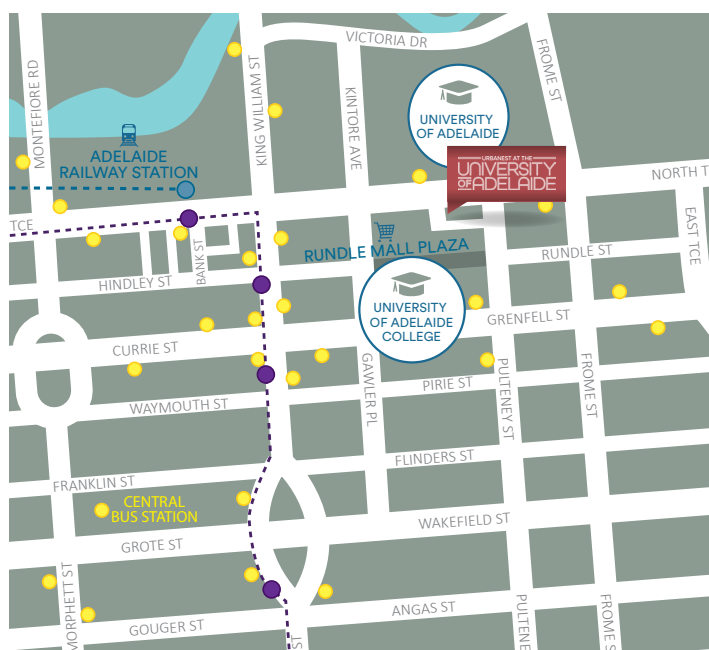 VICTORIA DR
FROME ST
MONTEFIORE RD
KING WILLIAM ST
KINTORE AVE
UNIVERSITY
OF ADELAIDE
ADELAIDE
RAILWAY STATION
URBANEST AT THE
UNIVERSITY
OF ADELAIDE
NORTH T
TCE
EAST TCE
BANK ST
RUNDLE MALL PLAZA
RUNDLE ST
HINDLEY ST
UNIVERSITY
OF ADELAIDE
COLLEGE
GRENFELL ST
CURRIE ST
GAWLER PL
PULTENEY ST
FROME ST
PIRIE ST
WAYMOUTH ST
FLINDERS ST
FRANKLIN ST
CENTRAL
BUS STATION
WAKEFIELD ST
GROTE ST
MORPHETT ST
ANGAS ST
PULTENE
FROME S
GOUGER ST
ST